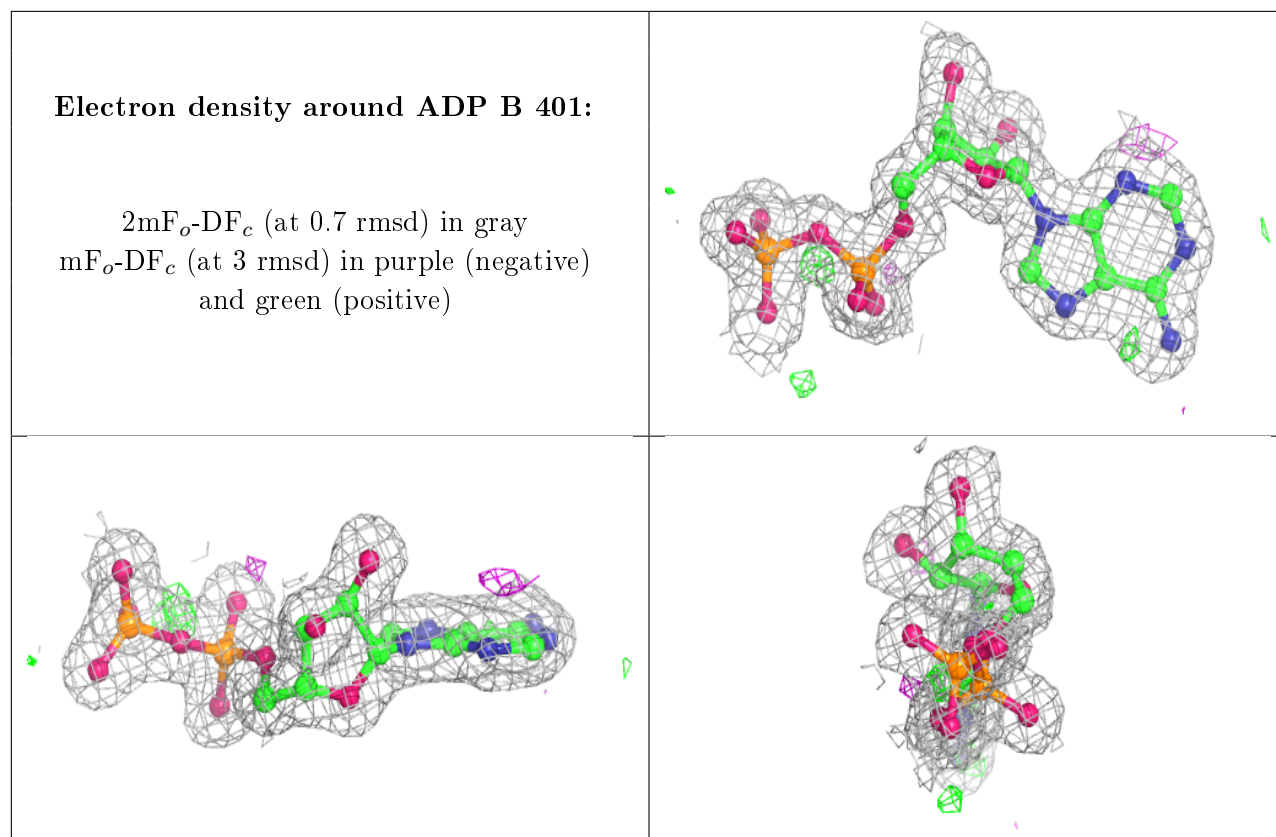 Electron density around ADP B 401:
2mFₒ-DF𝒸 (at 0.7 rmsd) in gray
mFₒ-DF𝒸 (at 3 rmsd) in purple (negative)
and green (positive)